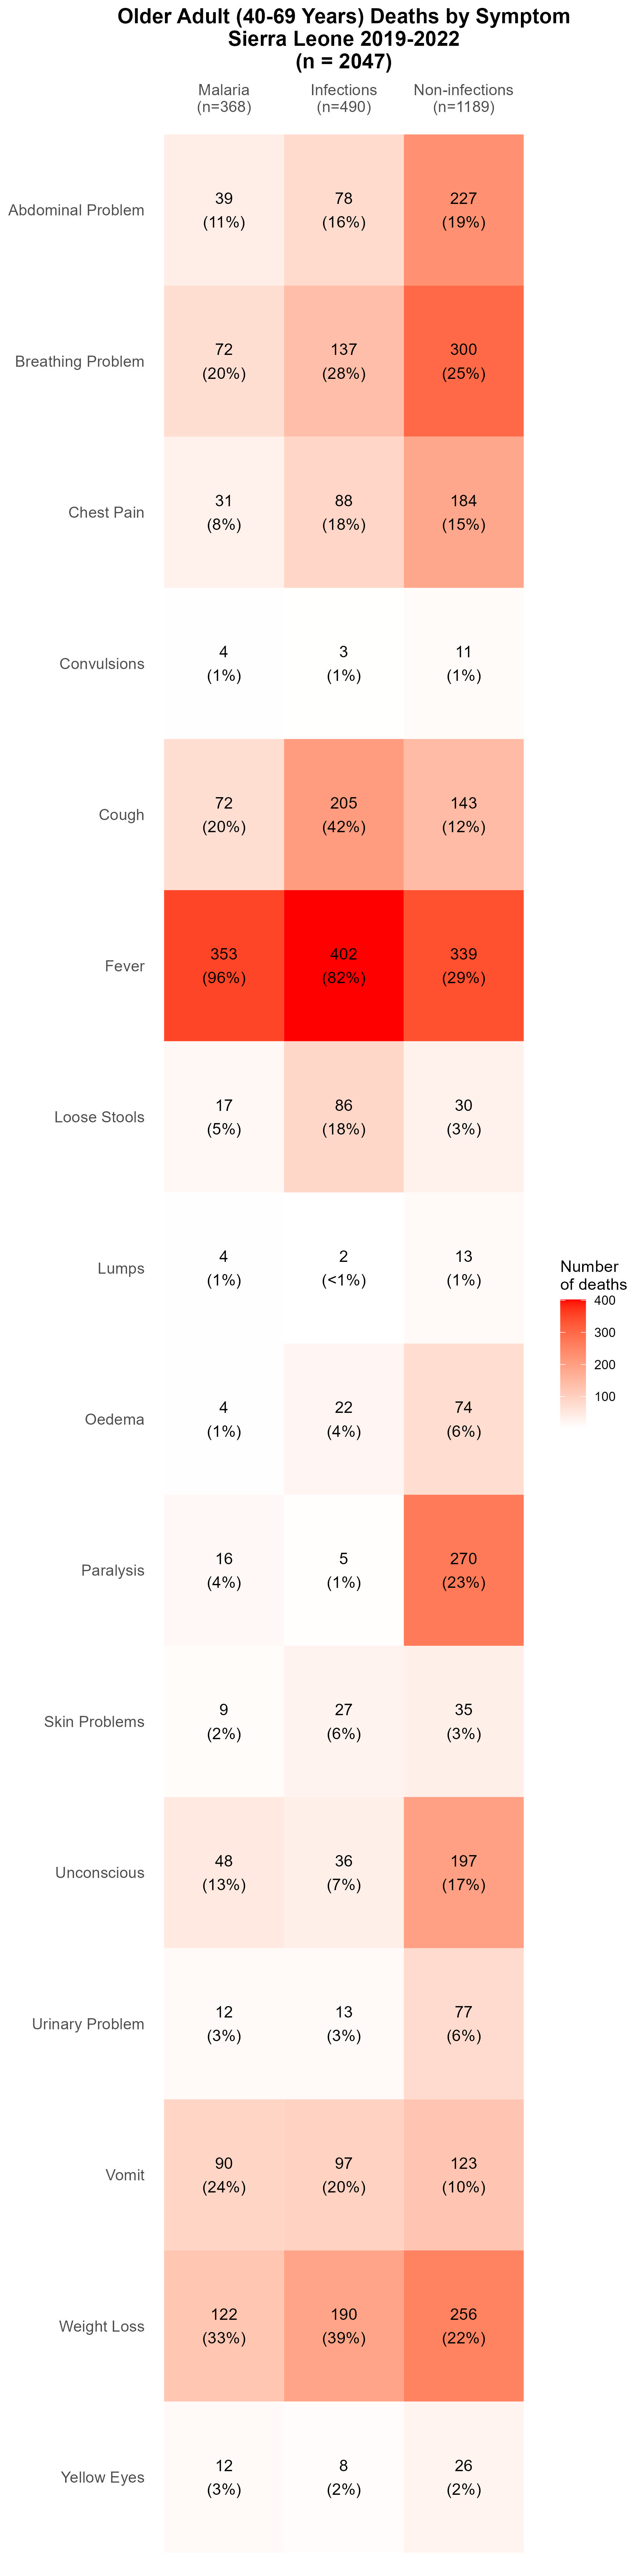 Older Adult (40-69 Years) Deaths by Symptom
Sierra Leone 2019-2022
(n = 2047)
Malaria Infections Non-infections
(n=368) (n=490) (n=1189)
39 78 227
Abdominal Problem
(11%) (16%) (19%)
72 137 300
Breathing Problem
(20%) (28%) (25%)
31 88 184
Chest Pain
(8%) (18%) (15%)
4 3 11
Convulsions
(1%) (1%) (1%)
72 205 143
Cough
(20%) (42%) (12%)
353 402 339
Fever
(96%) (82%) (29%)
17 86 30
Loose Stools
(5%) (18%) (3%)
4 2 13
Lumps
(1%) (<1%) (1%)
Number
of deaths
400
300
200
100
4 22 74
Oedema
(1%) (4%) (6%)
16 5 270
Paralysis
(4%) (1%) (23%)
9 27 35
Skin Problems
(2%) (6%) (3%)
48 36 197
Unconscious
(13%) (7%) (17%)
12 13 77
Urinary Problem
(3%) (3%) (6%)
90 97 123
Vomit
(24%) (20%) (10%)
122 190 256
Weight Loss
(33%) (39%) (22%)
12 8 26
Yellow Eyes
(3%) (2%) (2%)